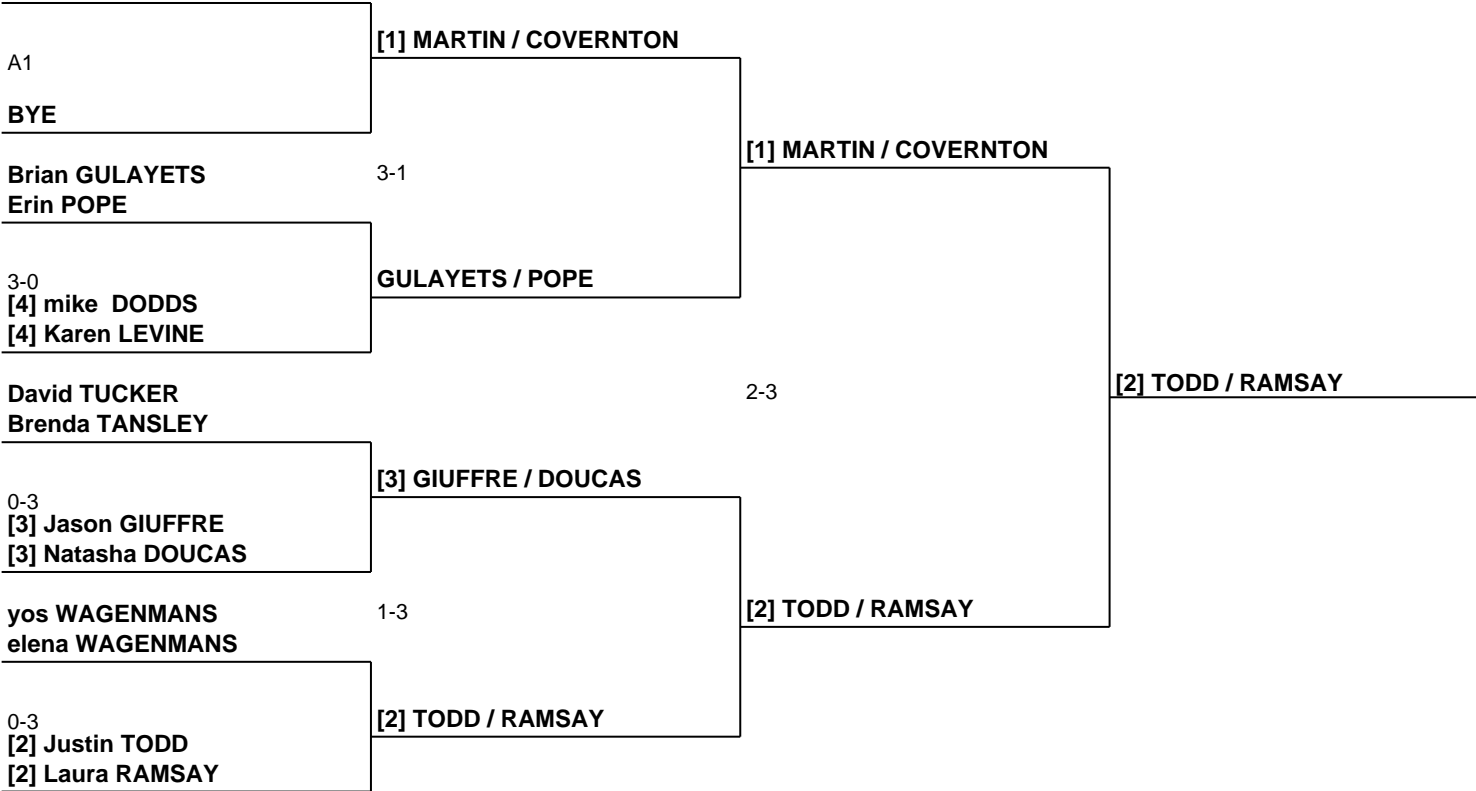 [1] MARTIN / COVERNTON
A1
BYE
[1] MARTIN / COVERNTON
Brian GULAYETS
3-1
Erin POPE
3-0
GULAYETS / POPE
[4] mike  DODDS
[4] Karen LEVINE
David TUCKER
2-3
[2] TODD / RAMSAY
Brenda TANSLEY
[3] GIUFFRE / DOUCAS
0-3
[3] Jason GIUFFRE
[3] Natasha DOUCAS
yos WAGENMANS
1-3
[2] TODD / RAMSAY
elena WAGENMANS
0-3
[2] TODD / RAMSAY
[2] Justin TODD
[2] Laura RAMSAY